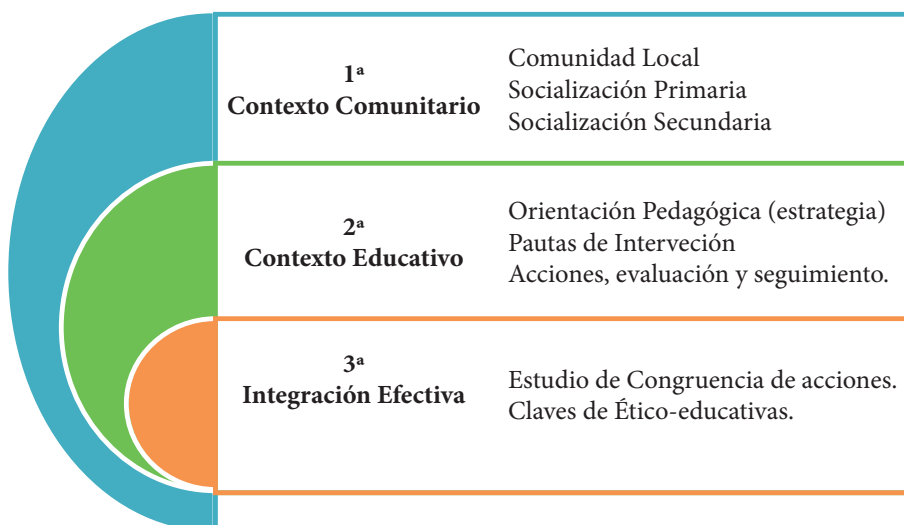 1ª
Contexto Comunitario
Comunidad Local
Socialización Primaria
Socialización Secundaria
2ª
Contexto Educativo
Orientación Pedagógica (estrategia)
Pautas de Interveción
Acciones, evaluación y seguimiento.
3ª
Integración Efectiva
Estudio de Congruencia de acciones.
Claves de Ético-educativas.